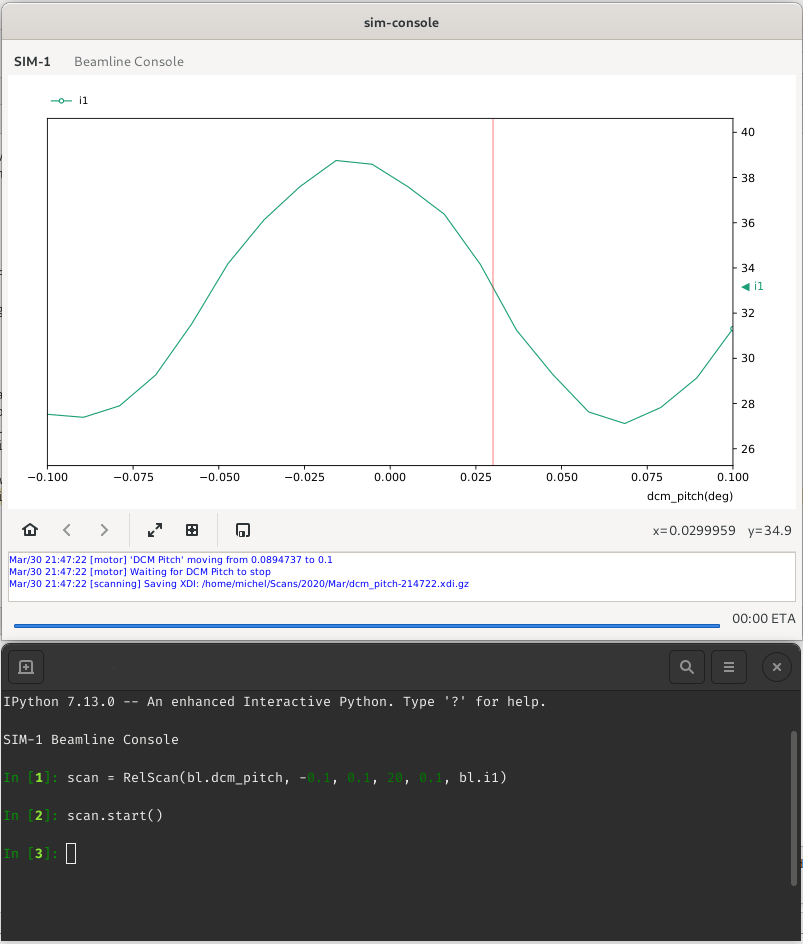 sim-console
SIM-1 Beamline Console
i1
40
38
36
34
i1
32
30
28
26
−0.100 −0.075 −0.050 −0.025 0.000 0.025 0.050 0.075 0.100
dcm_pitch(deg)
x=0.0299959 y=34.9
Mar/30 21:47:22 [motor] 'DCM Pitch' moving from 0.0894737 to 0.1
Mar/30 21:47:22 [motor] Waiting for DCM Pitch to stop
Mar/30 21:47:22 [scanning] Saving XDI: /home/michel/Scans/2020/Mar/dcm_pitch-214722.xdi.gz
00:00 ETA
IPython 7.13.0 -- An enhanced Interactive Python. Type '?' for help.
SIM-1 Beamline Console
In [1]: scan = RelScan(bl.dcm_pitch, -0.1, 0.1, 20, 0.1, bl.i1)
In [2]: scan.start()
In [3]: